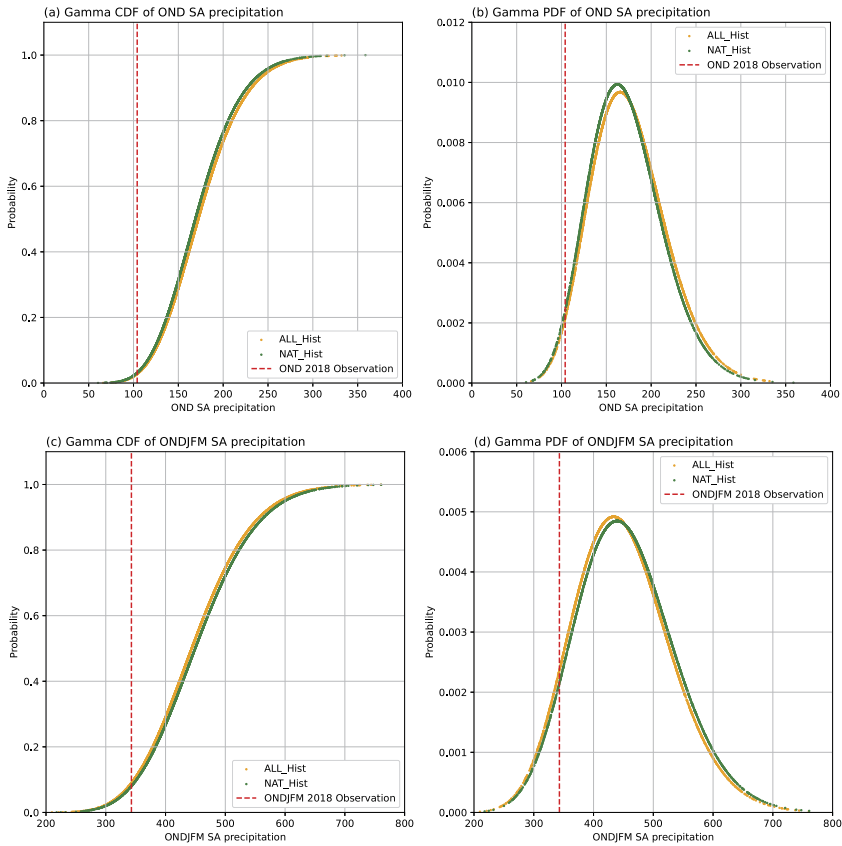 (a) Gamma CDF of OND SA precipitation
1.0
0.8
0.6
0.4
0.2
0.0
Probability
0 50 100 150 200 250 300 350 400
OND SA precipitation
ALL_Hist
NAT_Hist
OND 2018 Observation
(b) Gamma PDF of OND SA precipitation
0.012
0.010
0.008
0.006
0.004
0.002
0.000
Probability
0 50 100 150 200 250 300 350 400
OND SA precipitation
ALL_Hist
NAT_Hist
OND 2018 Observation
(c) Gamma CDF of ONDJFM SA precipitation
1.0
0.8
0.6
0.4
0.2
0.0
Probability
200 300 400 500 600 700 800
ONDJFM SA precipitation
ALL_Hist
NAT_Hist
ONDJFM 2018 Observation
(d) Gamma PDF of ONDJFM SA precipitation
0.006
0.005
0.004
0.003
0.002
0.001
0.000
Probability
200 300 400 500 600 700 800
ONDJFM SA precipitation
ALL_Hist
NAT_Hist
ONDJFM 2018 Observation